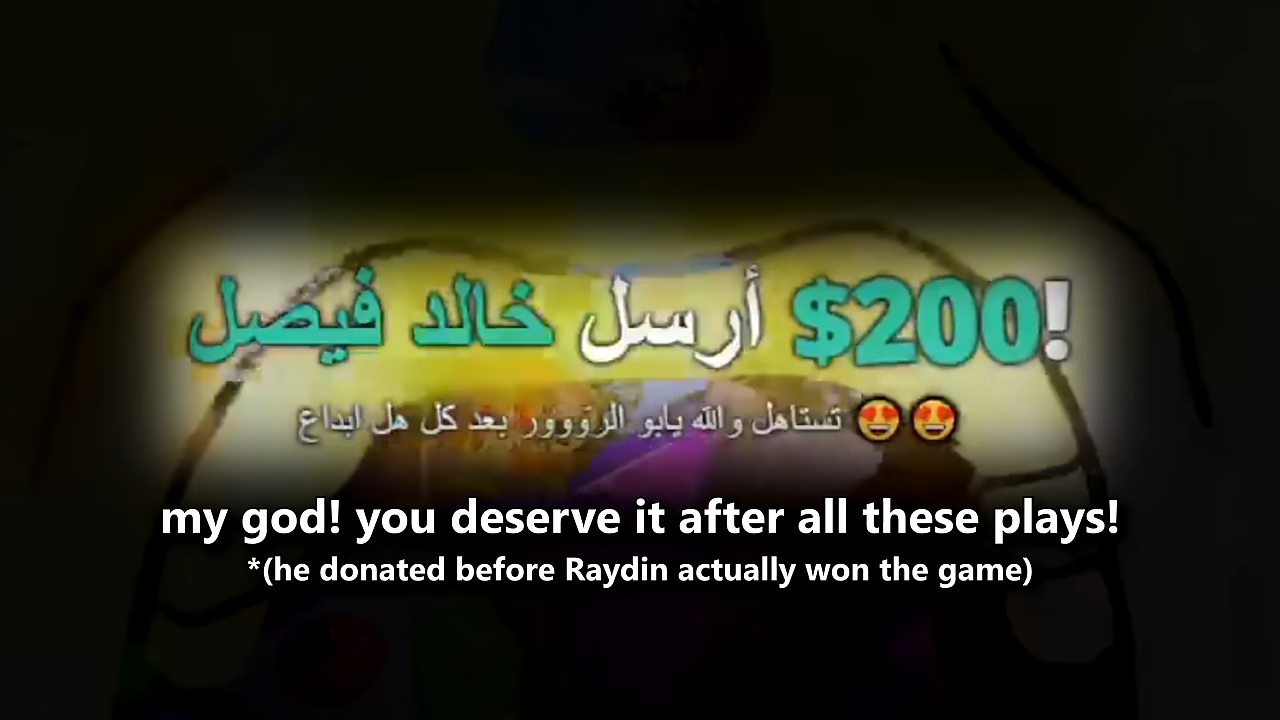 خالد فيصل أرسل $200!
تستاهل والله يابو الرؤوور بعد كل هل ابداع 😍😍
my god! you deserve it after all these plays!
*(he donated before Raydin actually won the game)